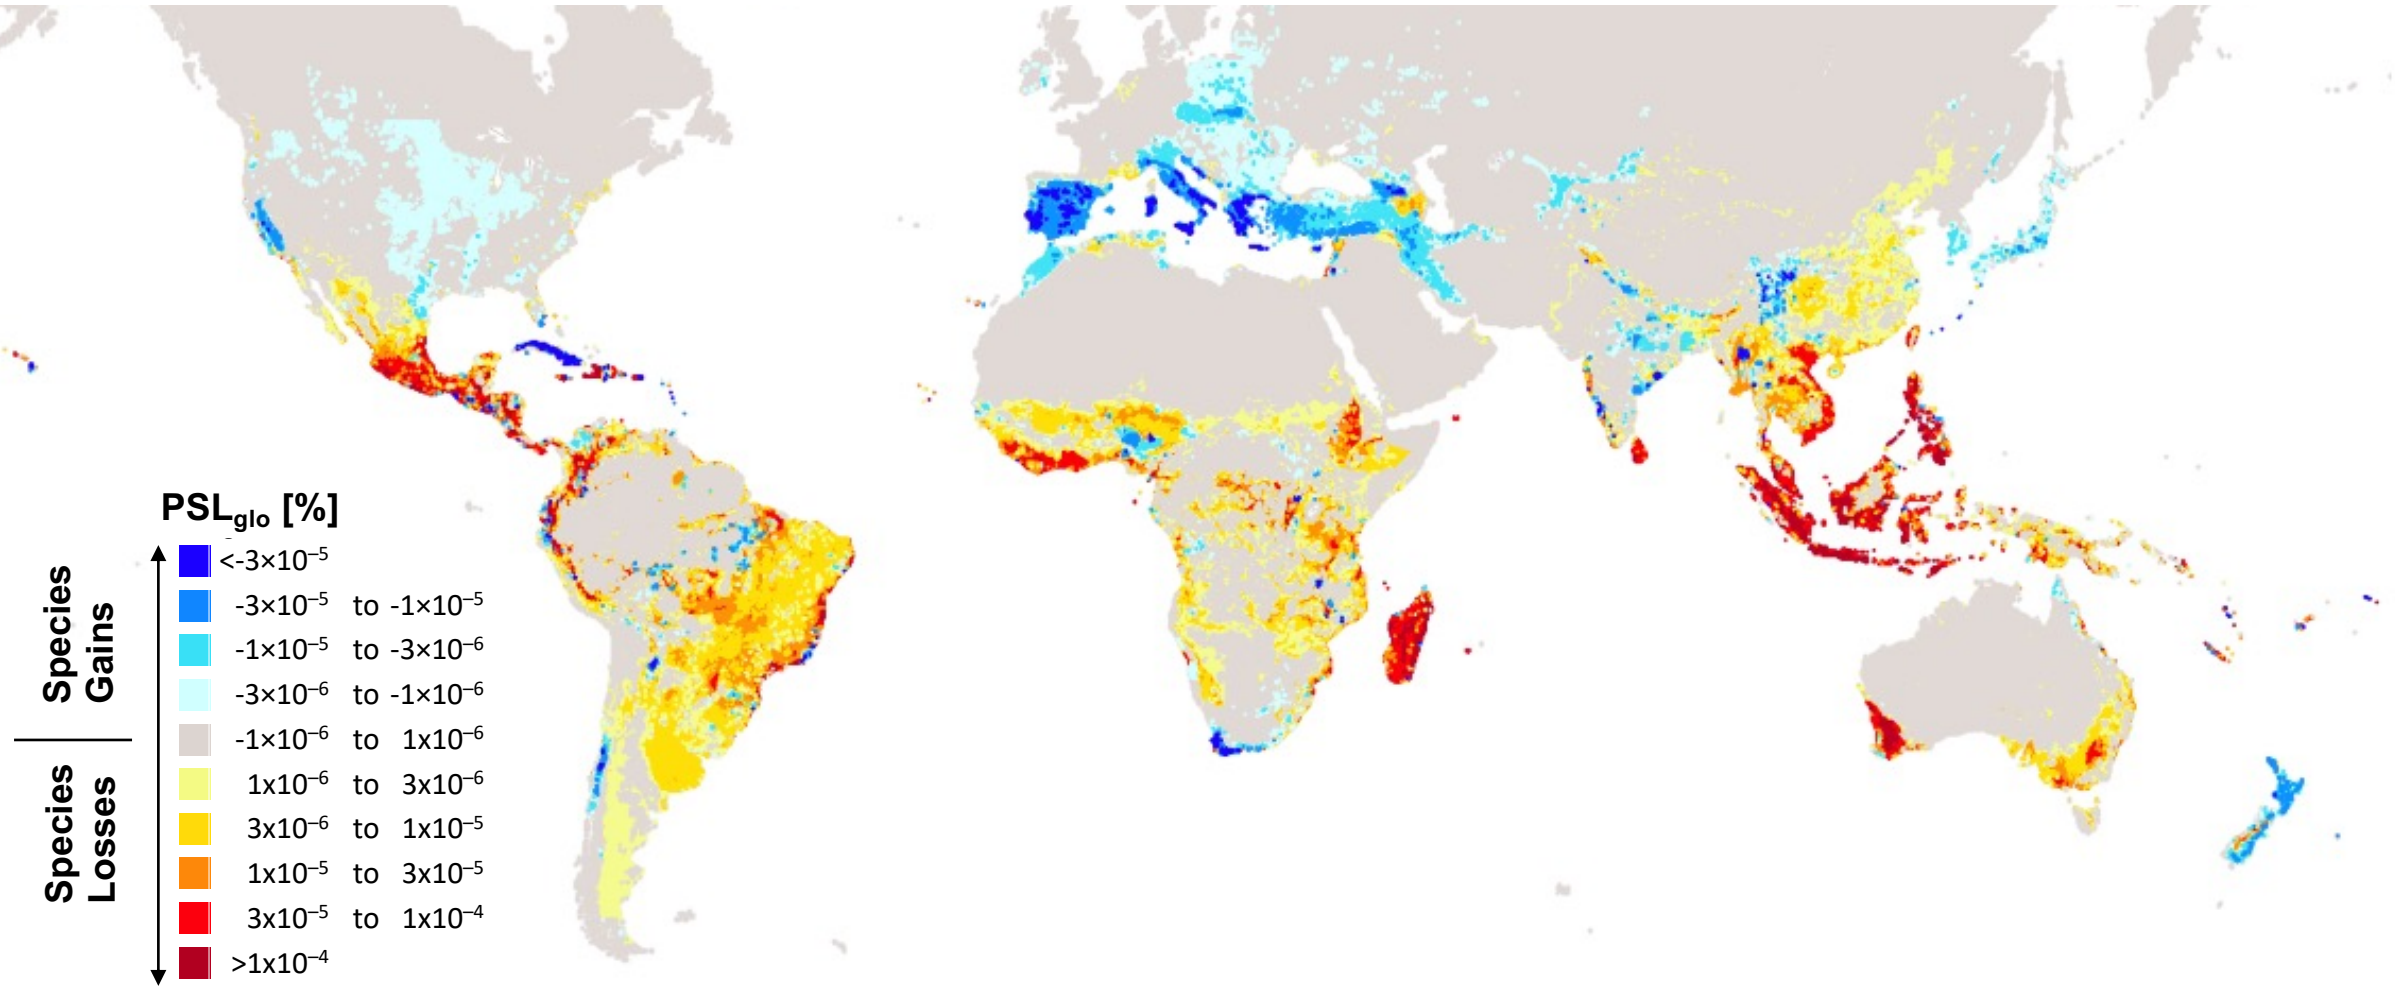 PSLglo [%]
Species
Gains
Species
Losses
<-3×10⁻⁵
-3×10⁻⁵ to -1×10⁻⁵
-1×10⁻⁵ to -3×10⁻⁶
-3×10⁻⁶ to -1×10⁻⁶
-1×10⁻⁶ to 1x10⁻⁶
1x10⁻⁶ to 3x10⁻⁶
3x10⁻⁶ to 1x10⁻⁵
1x10⁻⁵ to 3x10⁻⁵
3x10⁻⁵ to 1x10⁻⁴
>1x10⁻⁴